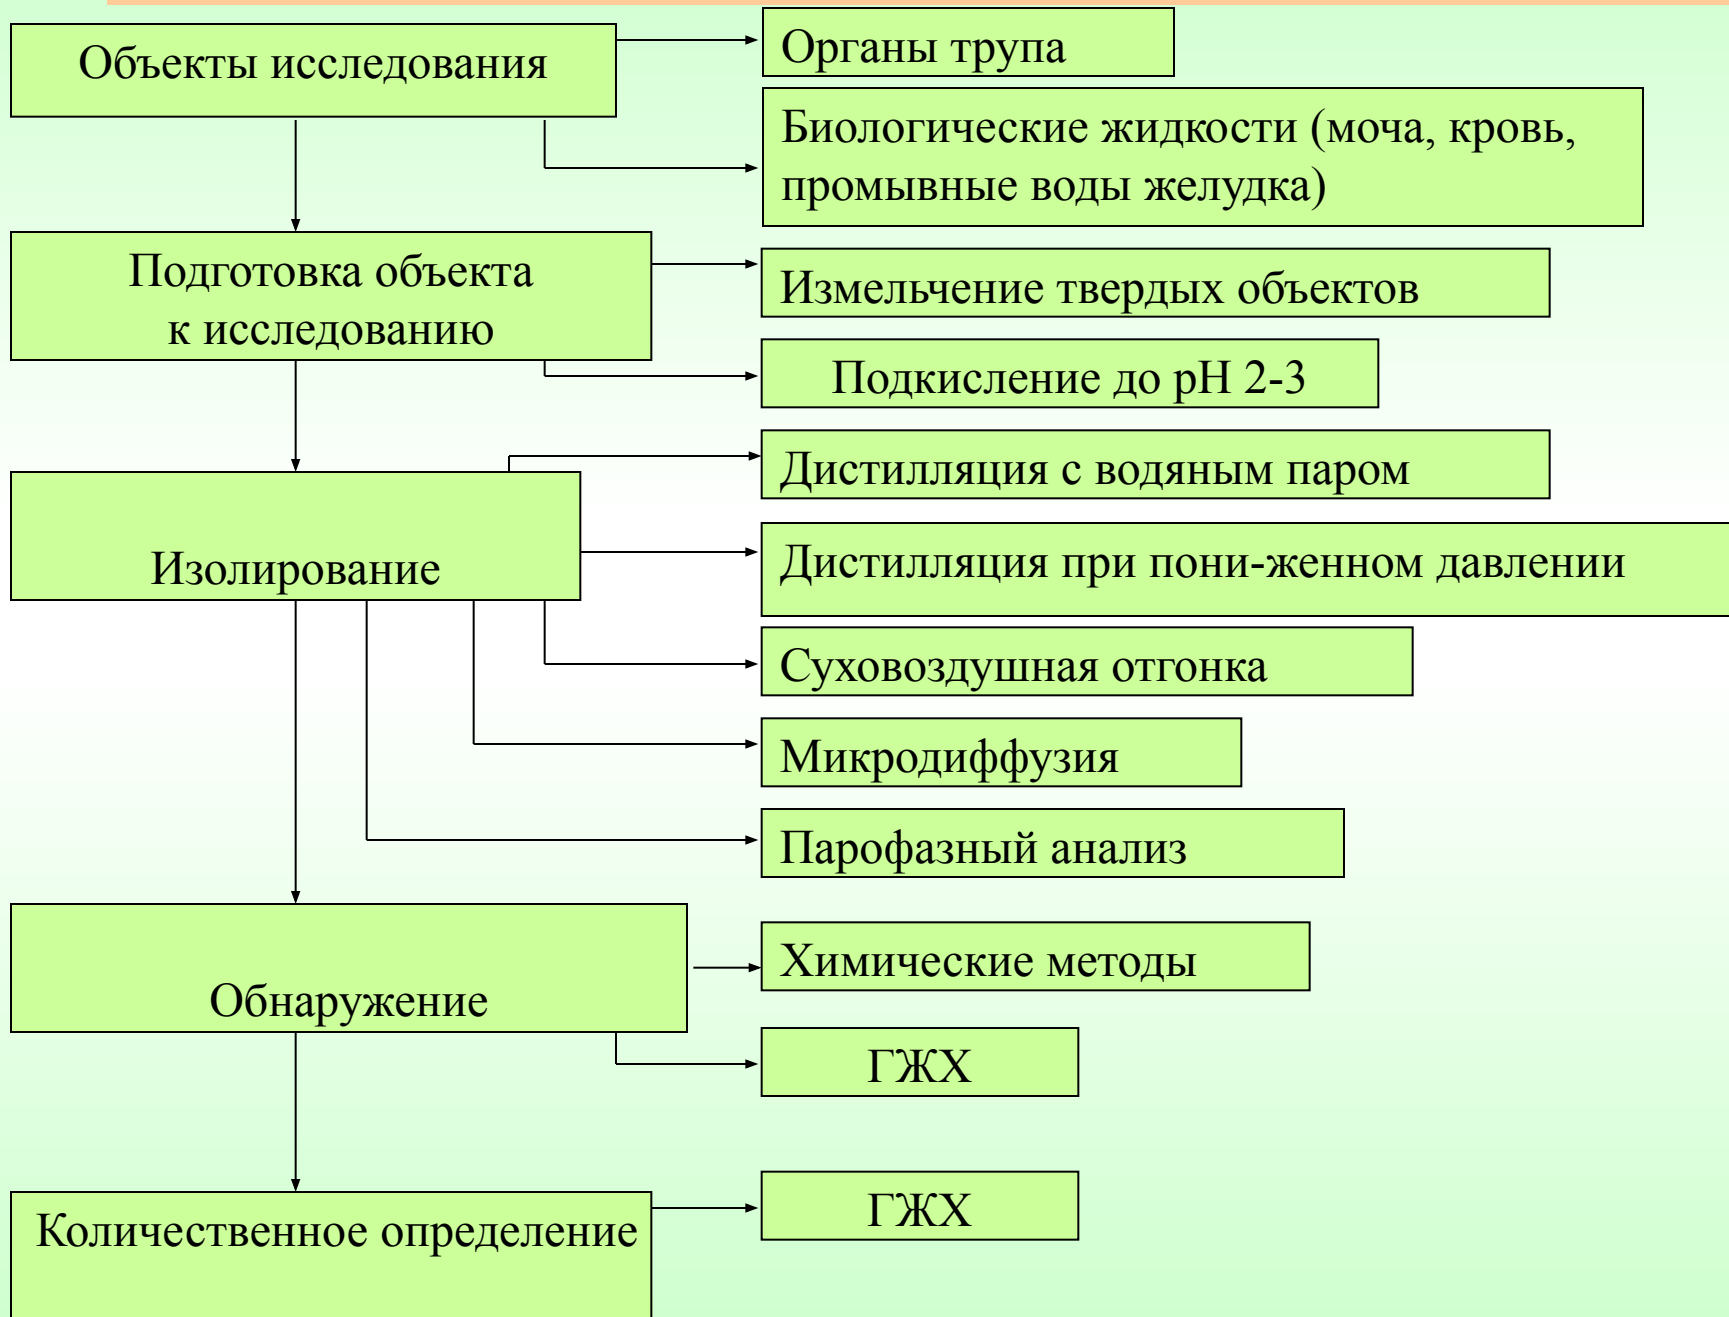 Объекты исследования
Органы трупа
Биологические жидкости (моча, кровь,
промывные воды желудка)
Подготовка объекта
к исследованию
Измельчение твердых объектов
Подкисление до рН 2-3
Изолирование
Дистилляция с водяным паром
Дистилляция при пони-женном давлении
Суховоздушная отгонка
Микродиффузия
Парофазный анализ
Обнаружение
Химические методы
ГЖХ
Количественное определение
ГЖХ